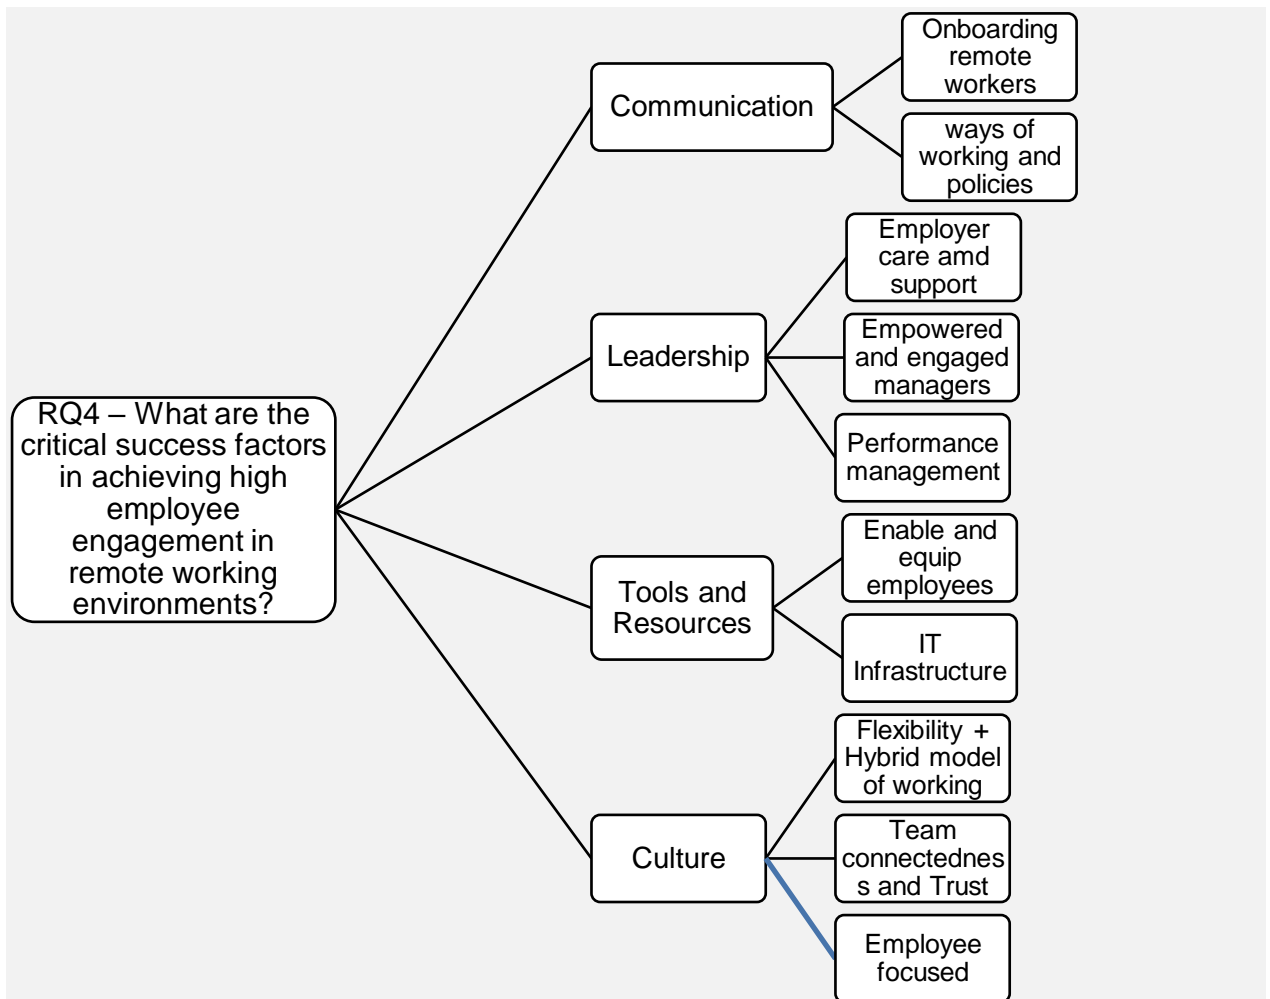 RQ4 – What are the
critical success factors
in achieving high
employee
engagement in
remote working
environments?
Communication
Onboarding
remote
workers
ways of
working and
policies
Leadership
Employer
care amd
support
Empowered
and engaged
managers
Performance
management
Tools and
Resources
Enable and
equip
employees
IT
Infrastructure
Culture
Flexibility +
Hybrid model
of working
Team
connectednes
s and Trust
Employee
focused